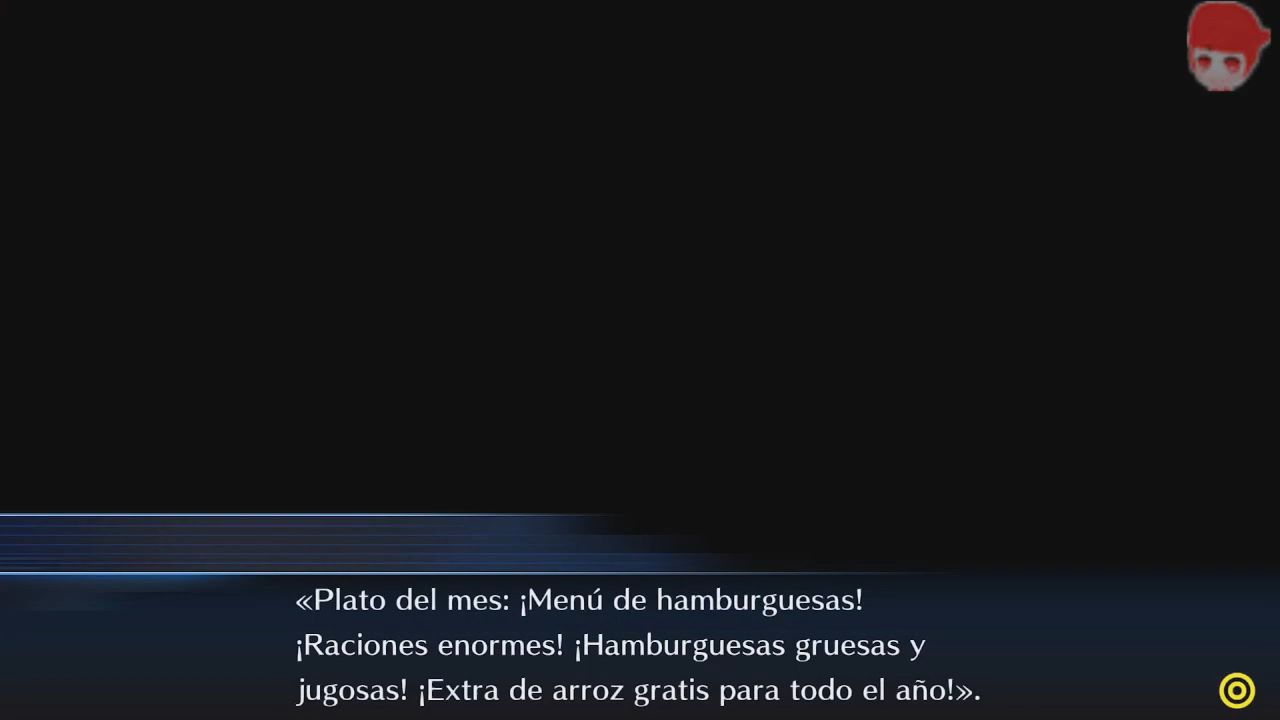 «Plato del mes: ¡Menú de hamburguesas!
¡Raciones enormes! ¡Hamburguesas gruesas y
jugosas! ¡Extra de arroz gratis para todo el año!».